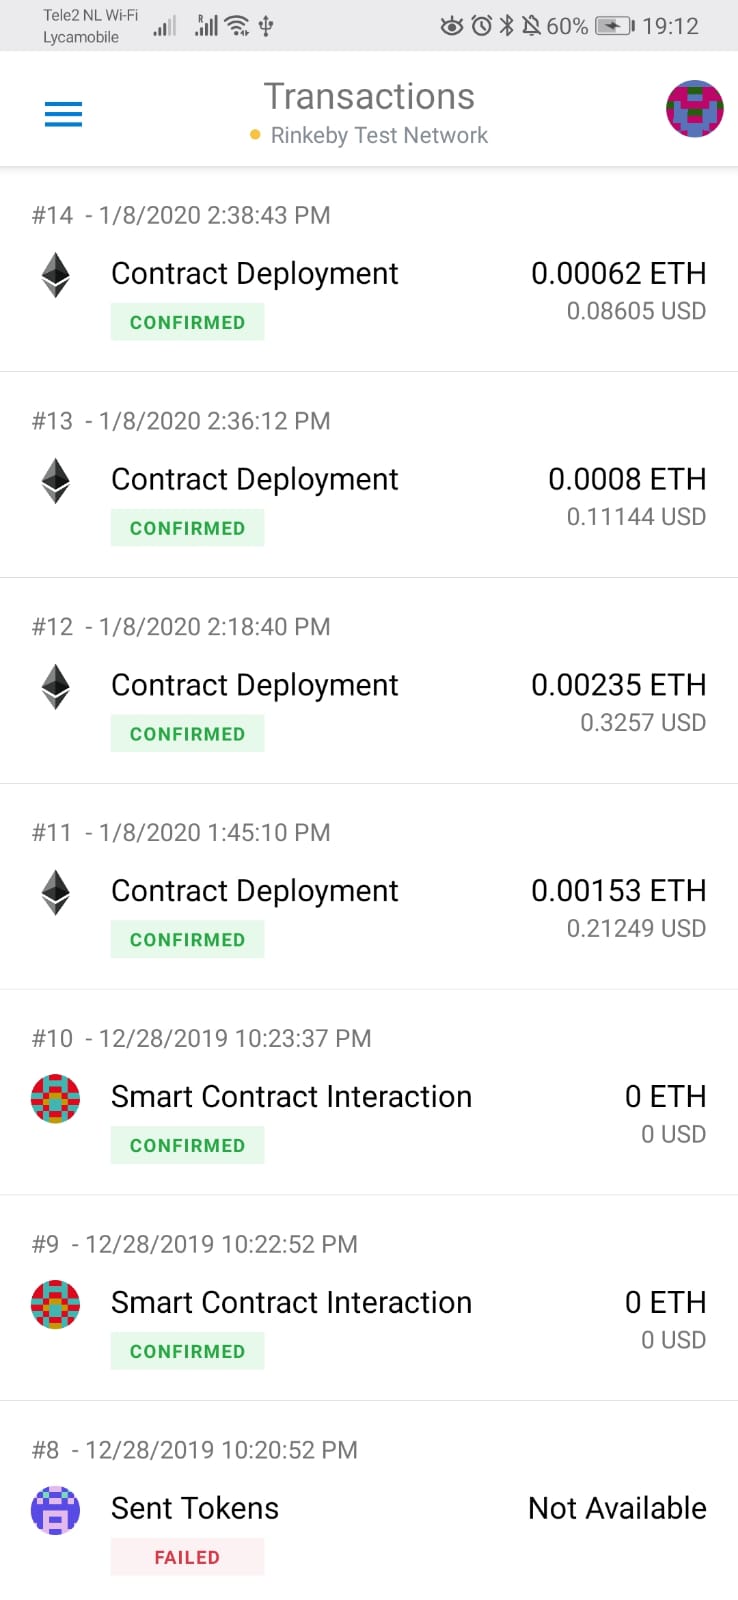 Tele2 NL Wi-Fi
Lycamobile
R
60%
19:12
Transactions
Rinkeby Test Network
#14 - 1/8/2020 2:38:43 PM
Contract Deployment 0.00062 ETH
CONFIRMED 0.08605 USD
#13 - 1/8/2020 2:36:12 PM
Contract Deployment 0.0008 ETH
CONFIRMED 0.11144 USD
#12 - 1/8/2020 2:18:40 PM
Contract Deployment 0.00235 ETH
CONFIRMED 0.3257 USD
#11 - 1/8/2020 1:45:10 PM
Contract Deployment 0.00153 ETH
CONFIRMED 0.21249 USD
#10 - 12/28/2019 10:23:37 PM
Smart Contract Interaction 0 ETH
CONFIRMED 0 USD
#9 - 12/28/2019 10:22:52 PM
Smart Contract Interaction 0 ETH
CONFIRMED 0 USD
#8 - 12/28/2019 10:20:52 PM
Sent Tokens Not Available
FAILED